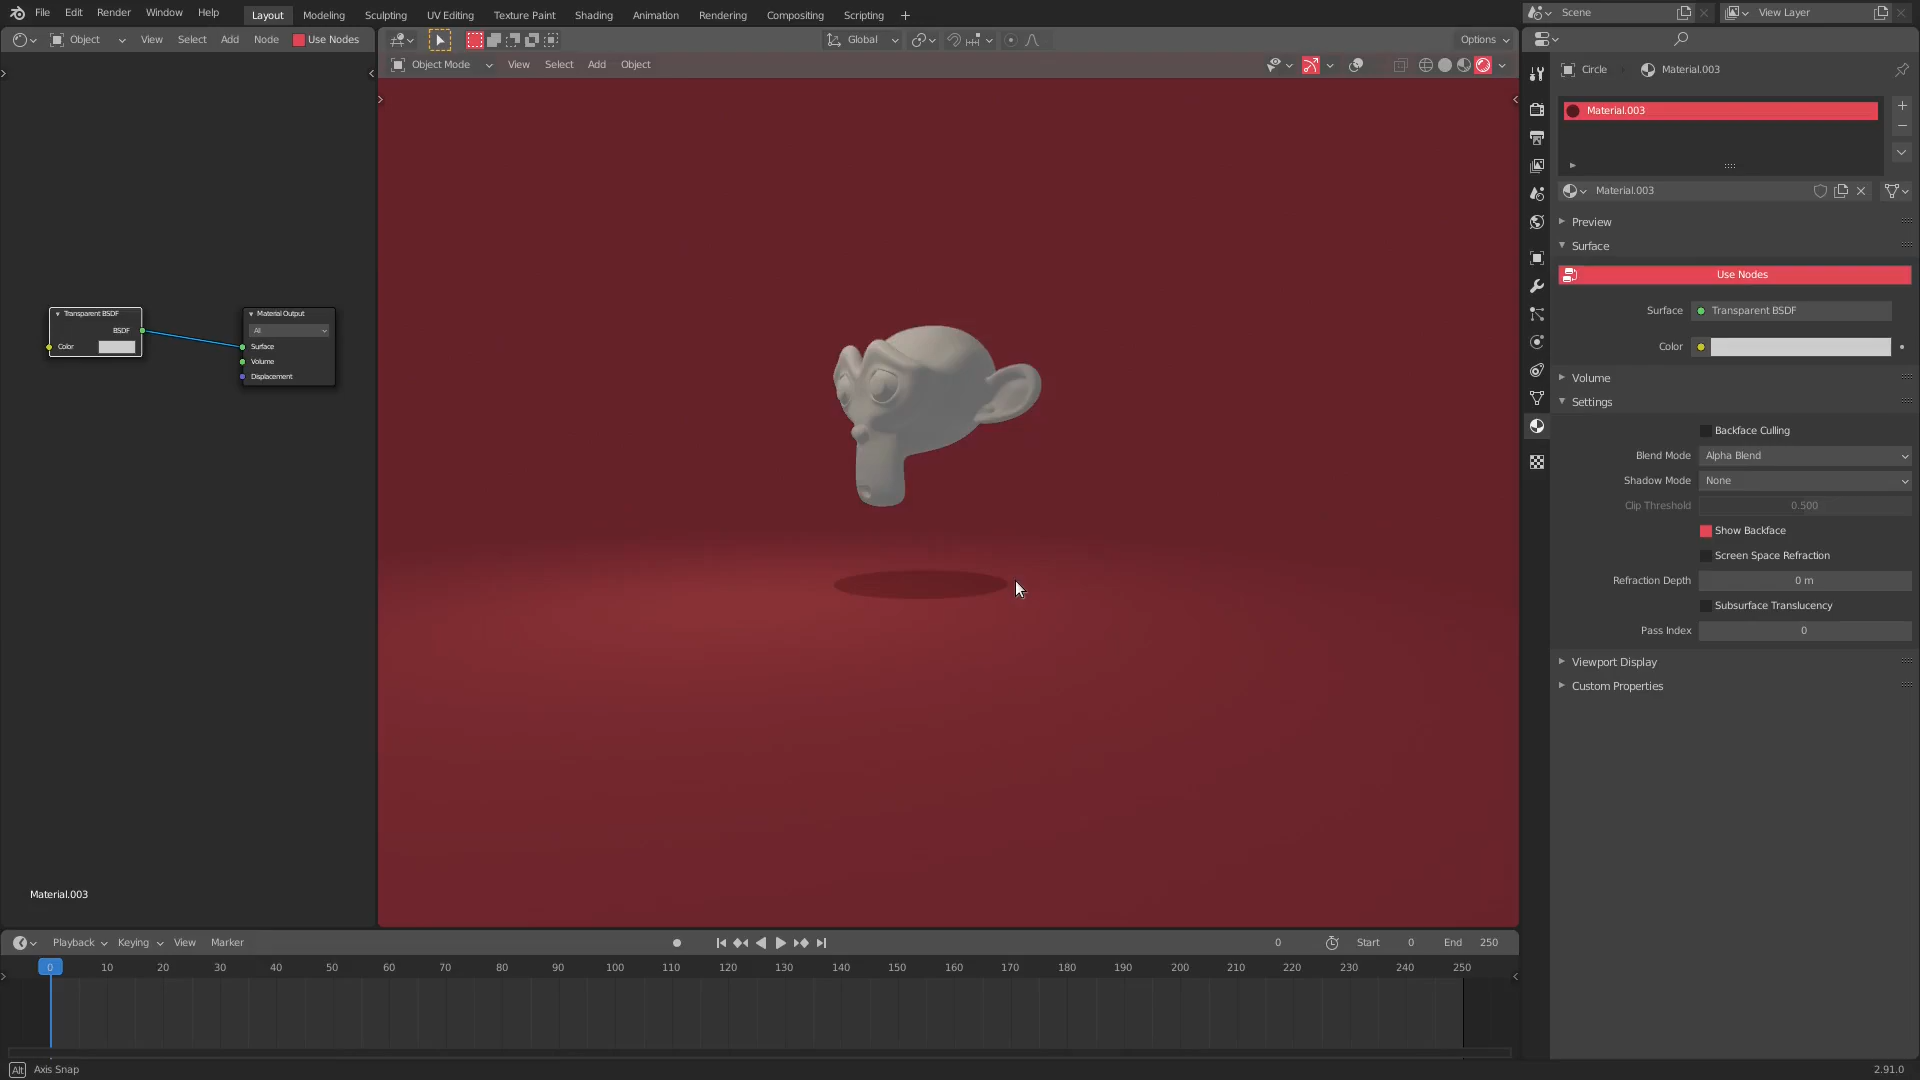 File Edit Render Window Help Layout Modeling Sculpting UV Editing Texture Paint Shading Animation Rendering Compositing Scripting + Scene View Layer
Object View Select Add Node Use Nodes Global Options
Object Mode View Select Add Object
Circle Material.003
Material.003
Material.003
Preview
Surface
Use Nodes
Surface Transparent BSDF
Color
Volume
Settings
Backface Culling
Blend Mode Alpha Blend
Shadow Mode None
Clip Threshold 0.500
Show Backface
Screen Space Refraction
Refraction Depth 0 m
Subsurface Translucency
Pass Index 0
Viewport Display
Custom Properties
Transparent BSDF
BSDF
Color
Material Output
All
Surface
Volume
Displacement
Material.003
Playback Keying View Marker 0 Start 0 End 250
0 10 20 30 40 50 60 70 80 90 100 110 120 130 140 150 160 170 180 190 200 210 220 230 240 250
Alt Axis Snap 2.91.0